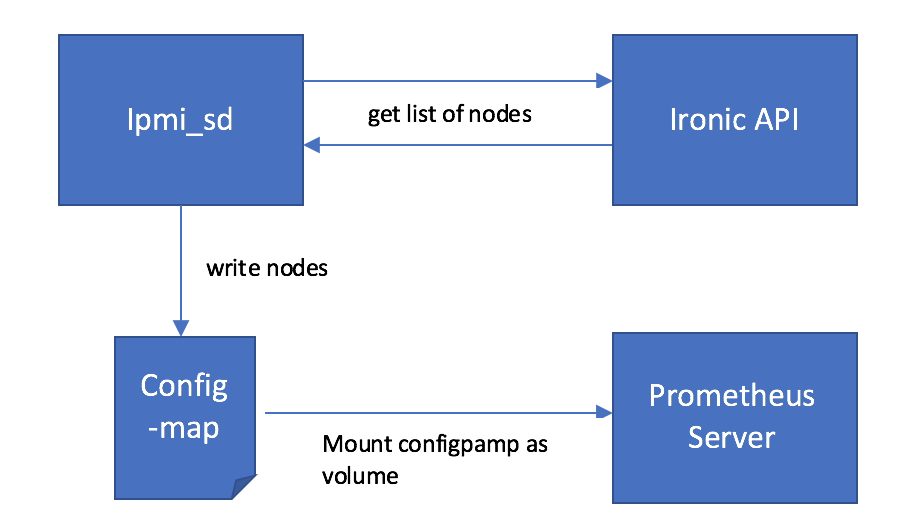 Ipmi_sd
get list of nodes
Ironic API
write nodes
Config
-map
Mount configpamp as
volume
Prometheus
Server